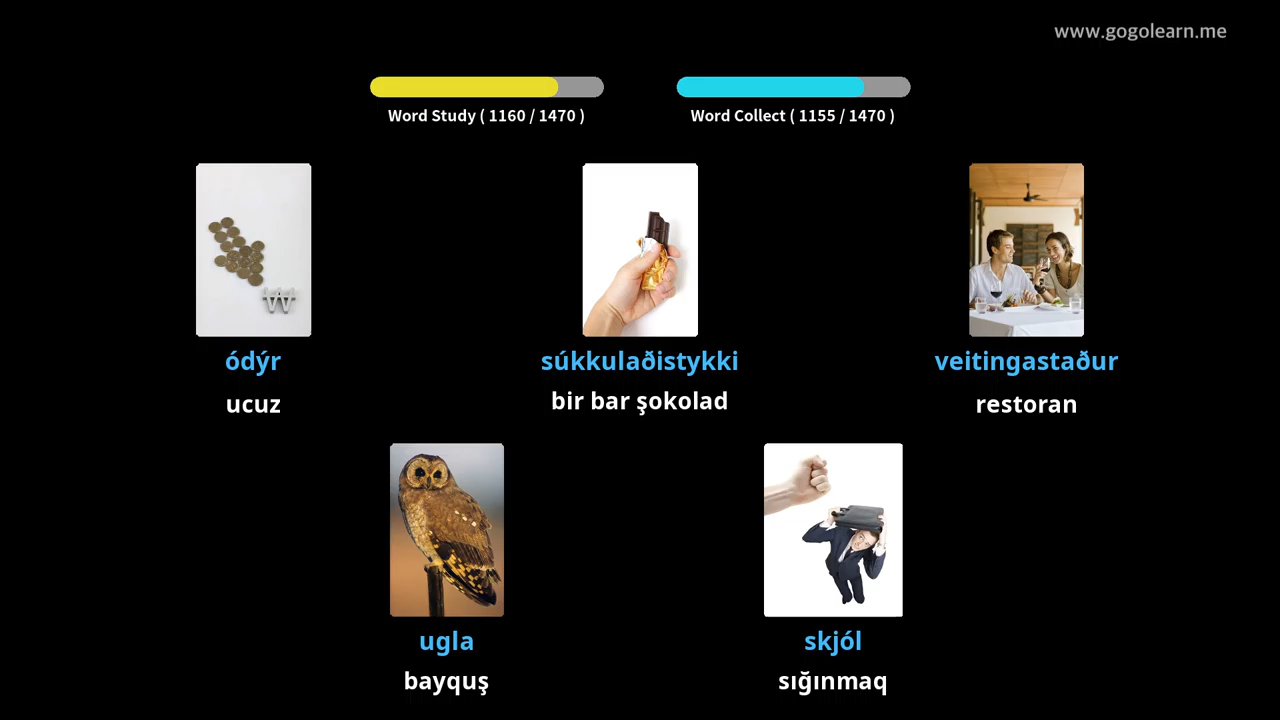 www.gogolearn.me
Word Study ( 1160 / 1470 )
Word Collect ( 1155 / 1470 )
ódýr
ucuz
súkkulaðistykki
bir bar şokolad
veitingastaður
restoran
ugla
bayquş
skjól
sığınmaq